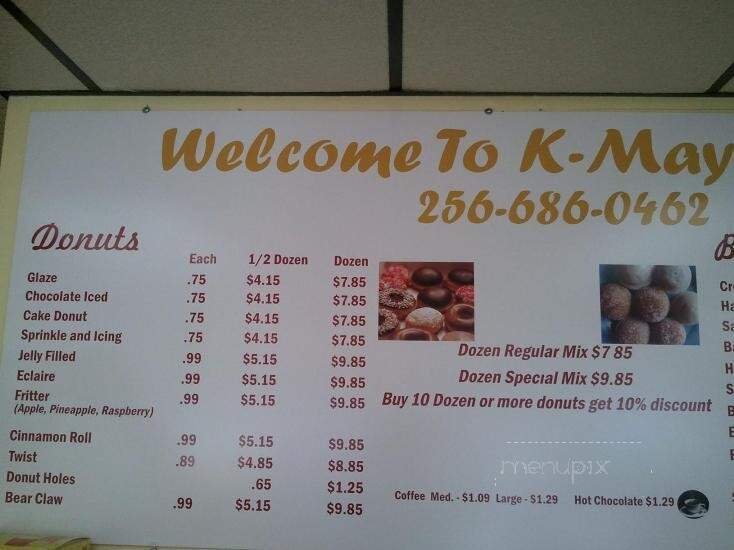 Welcome To K-May
256-686-0462
Donuts
Each 1/2 Dozen Dozen
Glaze .75 $4.15 $7.85
Chocolate Iced .75 $4.15 $7.85
Cake Donut .75 $4.15 $7.85
Sprinkle and Icing .75 $4.15 $7.85
Jelly Filled .99 $5.15 $9.85
Eclaire .99 $5.15 $9.85
Fritter .99 $5.15 $9.85
(Apple, Pineapple, Raspberry)
Cinnamon Roll .99 $5.15 $9.85
Twist .89 $4.85 $8.85
Donut Holes .65 $1.25
Bear Claw .99 $5.15 $9.85
Dozen Regular Mix $7 85
Dozen Special Mix $9.85
Buy 10 Dozen or more donuts get 10% discount
menupix
Coffee Med. - $1.09 Large - $1.29 Hot Chocolate $1.29